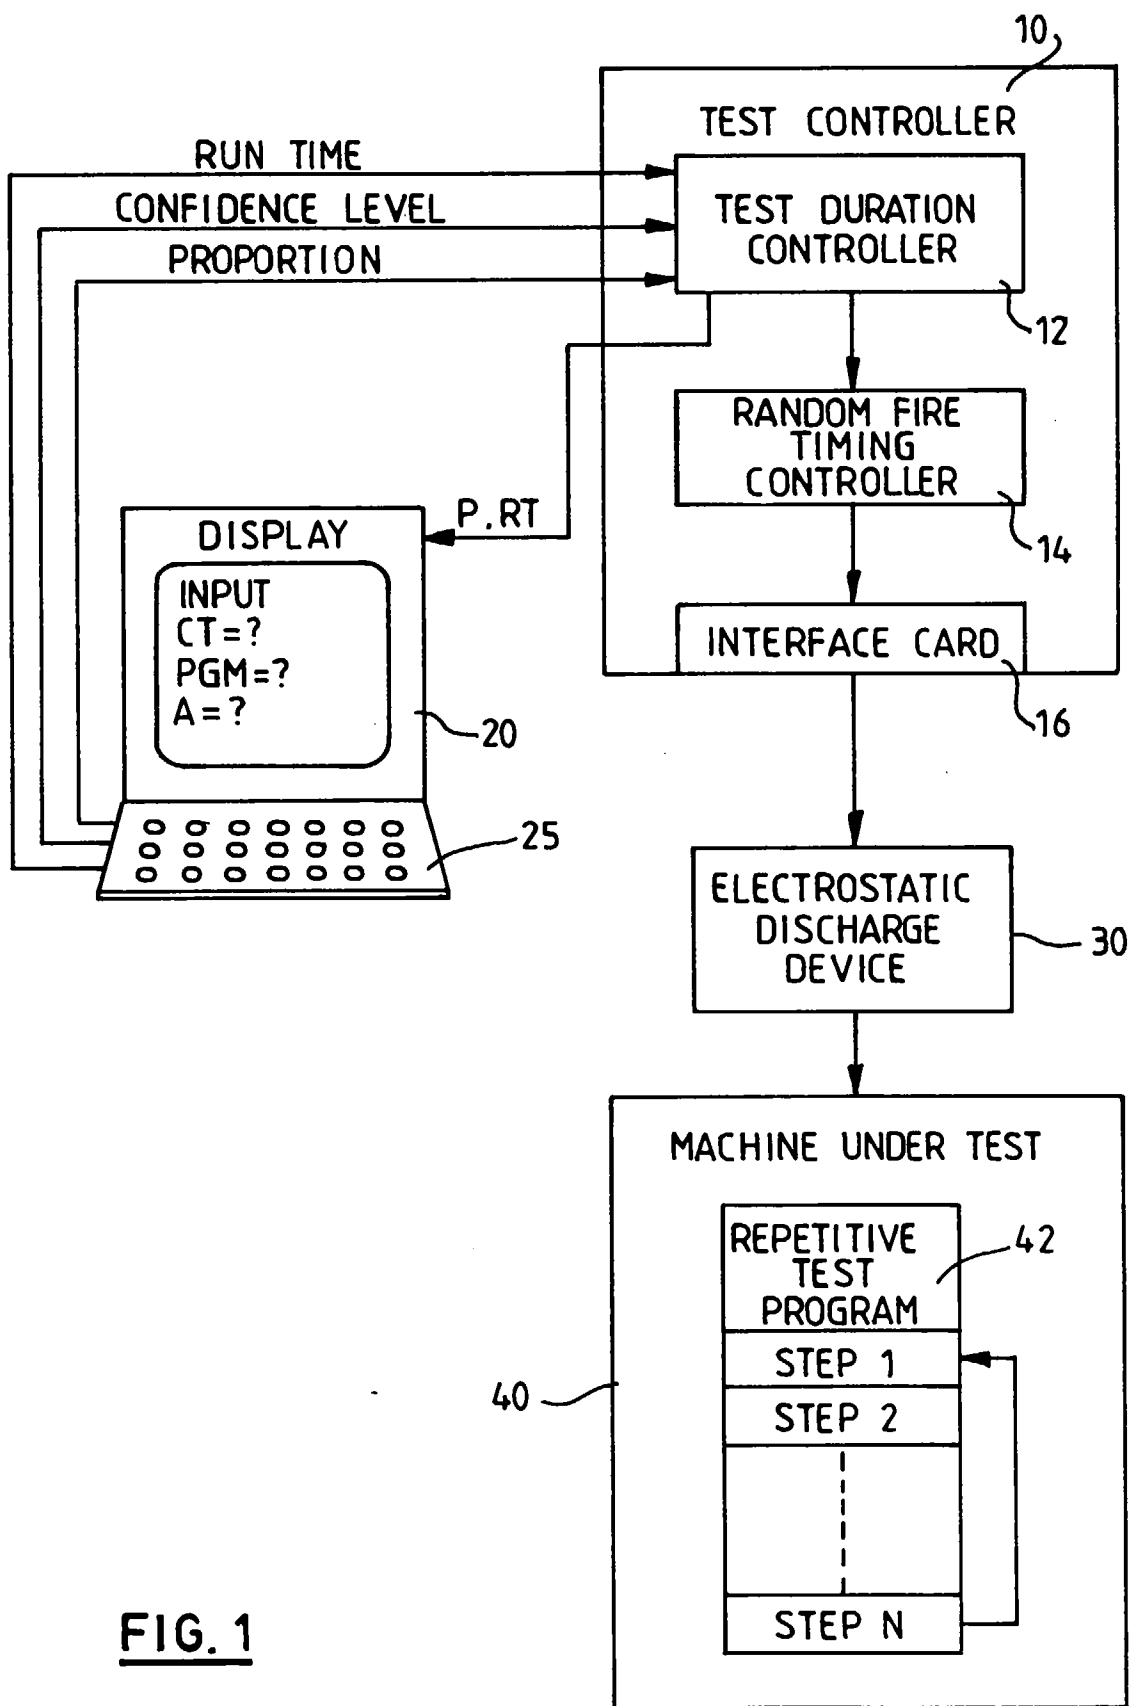 10
TEST CONTROLLER
RUN TIME
CONFIDENCE LEVEL
PROPORTION
TEST DURATION
CONTROLLER
12
RANDOM FIRE
TIMING
CONTROLLER
14
P.RT
DISPLAY
INPUT
CT=?
PGM=?
A=?
20
INTERFACE CARD
16
25
ELECTROSTATIC
DISCHARGE
DEVICE
30
MACHINE UNDER TEST
REPETITIVE
TEST
PROGRAM
42
STEP 1
STEP 2
40
STEP N
FIG. 1